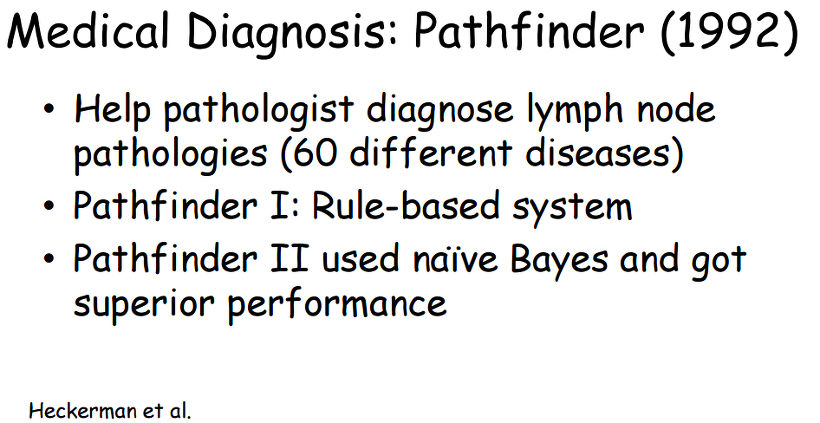 Medical Diagnosis: Pathfinder (1992)
• Help pathologist diagnose lymph node
pathologies (60 different diseases)
• Pathfinder I: Rule-based system
• Pathfinder II used naïve Bayes and got
superior performance
Heckerman et al.